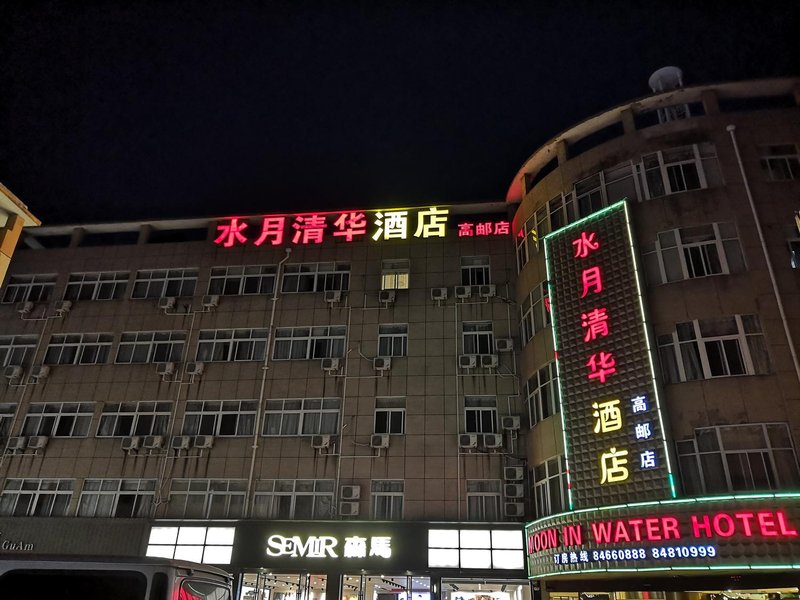 水月清华酒店 高邮店
水月清华酒店
高邮店
MOON IN WATER HOTEL
订房热线 84660888 84810999
SEMIR 森馬
GuAm